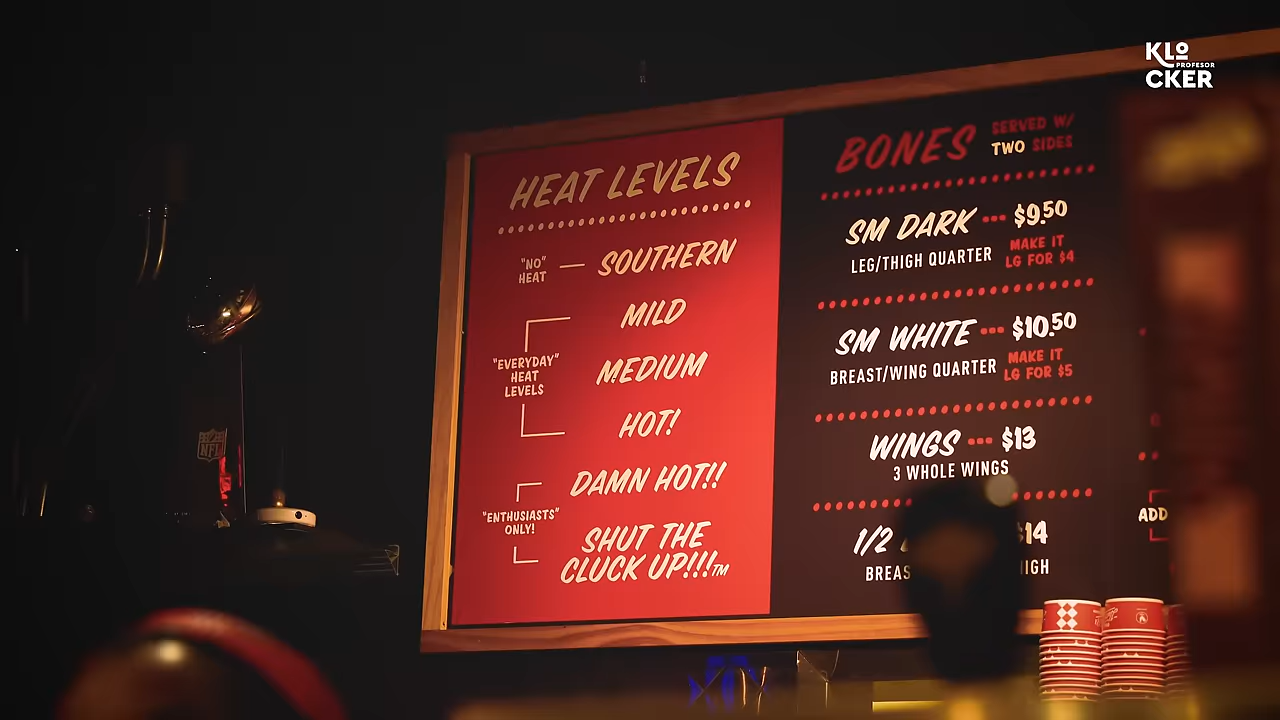 KLo
PROFESOR
CKER
HEAT LEVELS
"NO"
HEAT
SOUTHERN
MILD
"EVERYDAY"
HEAT
LEVELS
MEDIUM
HOT!
DAMN HOT!!
"ENTHUSIASTS"
ONLY!
SHUT THE
CLUCK UP!!!TM
BONES
SERVED W/
TWO SIDES
SM DARK --- $9.50
LEG/THIGH QUARTER
MAKE IT
LG FOR $4
SM WHITE --- $10.50
BREAST/WING QUARTER
MAKE IT
LG FOR $5
WINGS --- $13
3 WHOLE WINGS
1/2
ADD
NFL